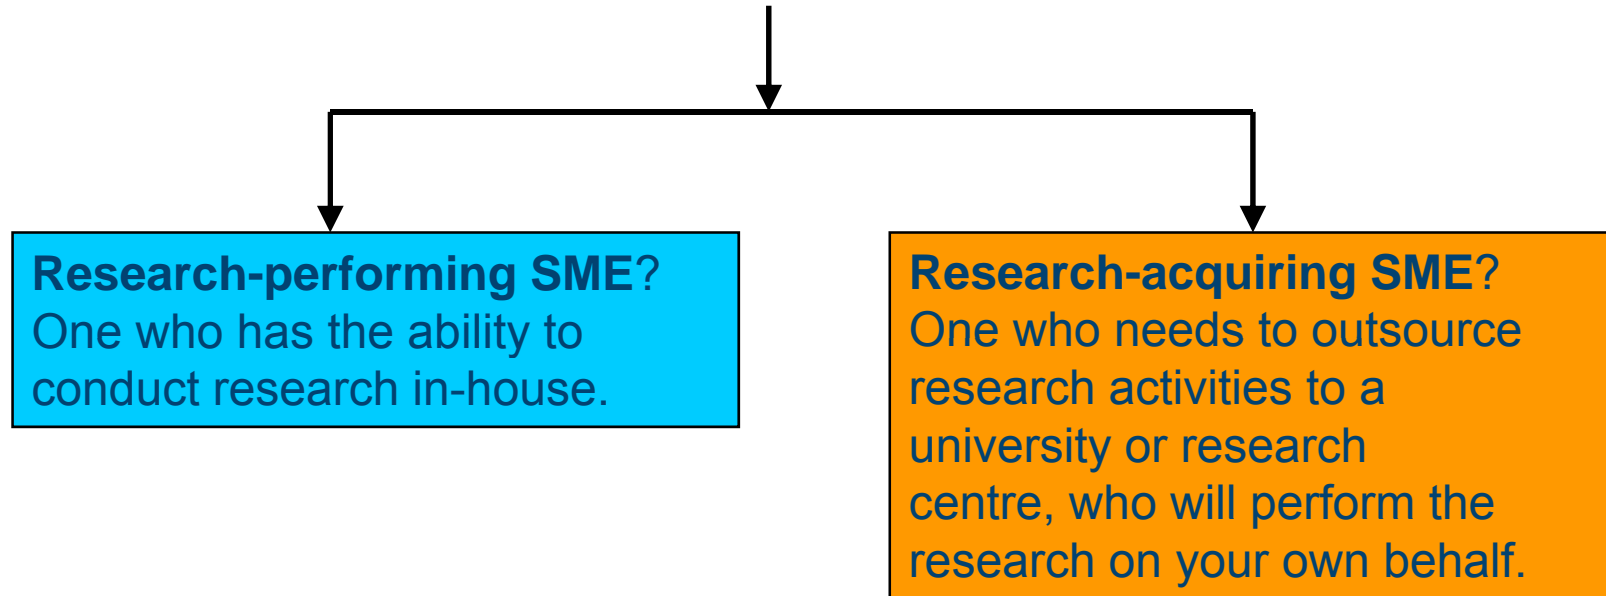 Research-performing SME?
One who has the ability to
conduct research in-house.
Research-acquiring SME?
One who needs to outsource
research activities to a
university or research
centre, who will perform the
research on your own behalf.